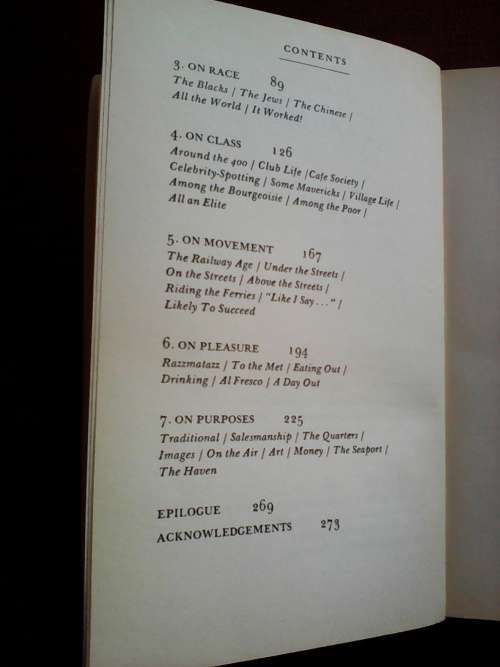 CONTENTS
3. ON RACE 89
The Blacks / The Jews / The Chinese /
All the World / It Worked!
4. ON CLASS 126
Around the 400 / Club Life / Cafe Society /
Celebrity-Spotting / Some Mavericks / Village Life /
Among the Bourgeoisie / Among the Poor /
All an Elite
5. ON MOVEMENT 167
The Railway Age / Under the Streets /
On the Streets / Above the Streets /
Riding the Ferries / "Like I Say . . ." /
Likely To Succeed
6. ON PLEASURE 194
Razzmatazz / To the Met / Eating Out /
Drinking / Al Fresco / A Day Out
7. ON PURPOSES 225
Traditional / Salesmanship / The Quarters /
Images / On the Air / Art / Money / The Seaport /
The Haven
EPILOGUE 269
ACKNOWLEDGEMENTS 273